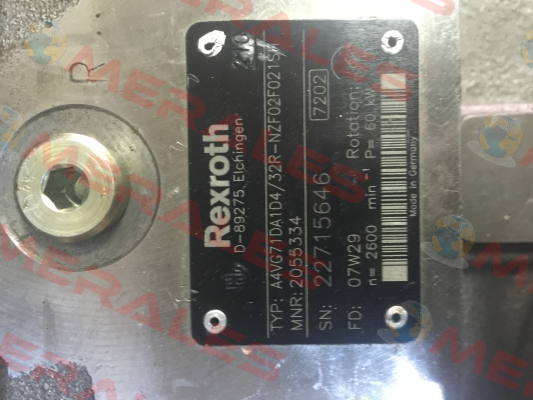 R
Rexroth
D-89275 Elchingen
TYP: A4VG71DA1D4/32R-NZF02F021S
MNR: 2055334
SN: 22715646 7202
FD: 07W29 Rotation:
n= 2600 min -1 P= 60 kW
Made in Germany
MERALES